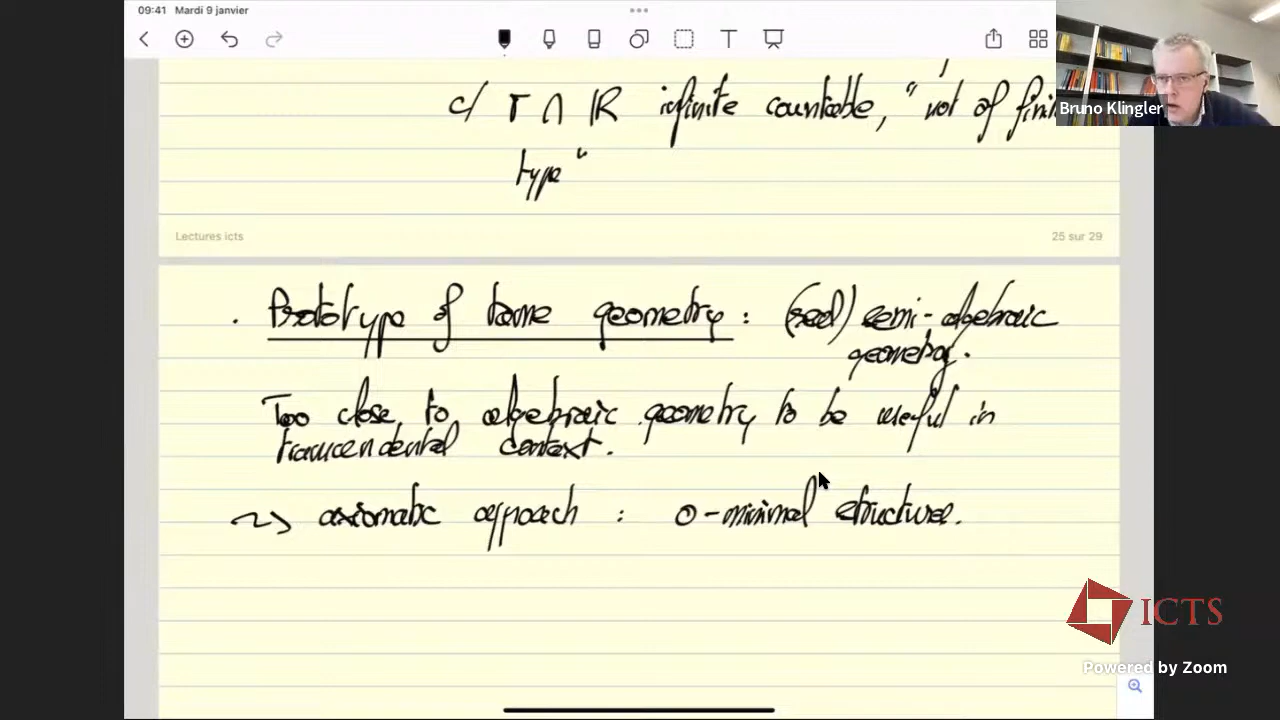 09:41 Mardi 9 janvier
c/ Γ ∩ ℝ infinite countable, "not of fini
type"
Bruno Klingler
Lectures icts
25 sur 29
. Prototype of tame geometry : (real) semi-algebraic
geometry.
Too close to algebraic geometry to be useful in
transcendental context.
~> axiomatic approach : o-minimal structure.
ICTS
Powered by Zoom